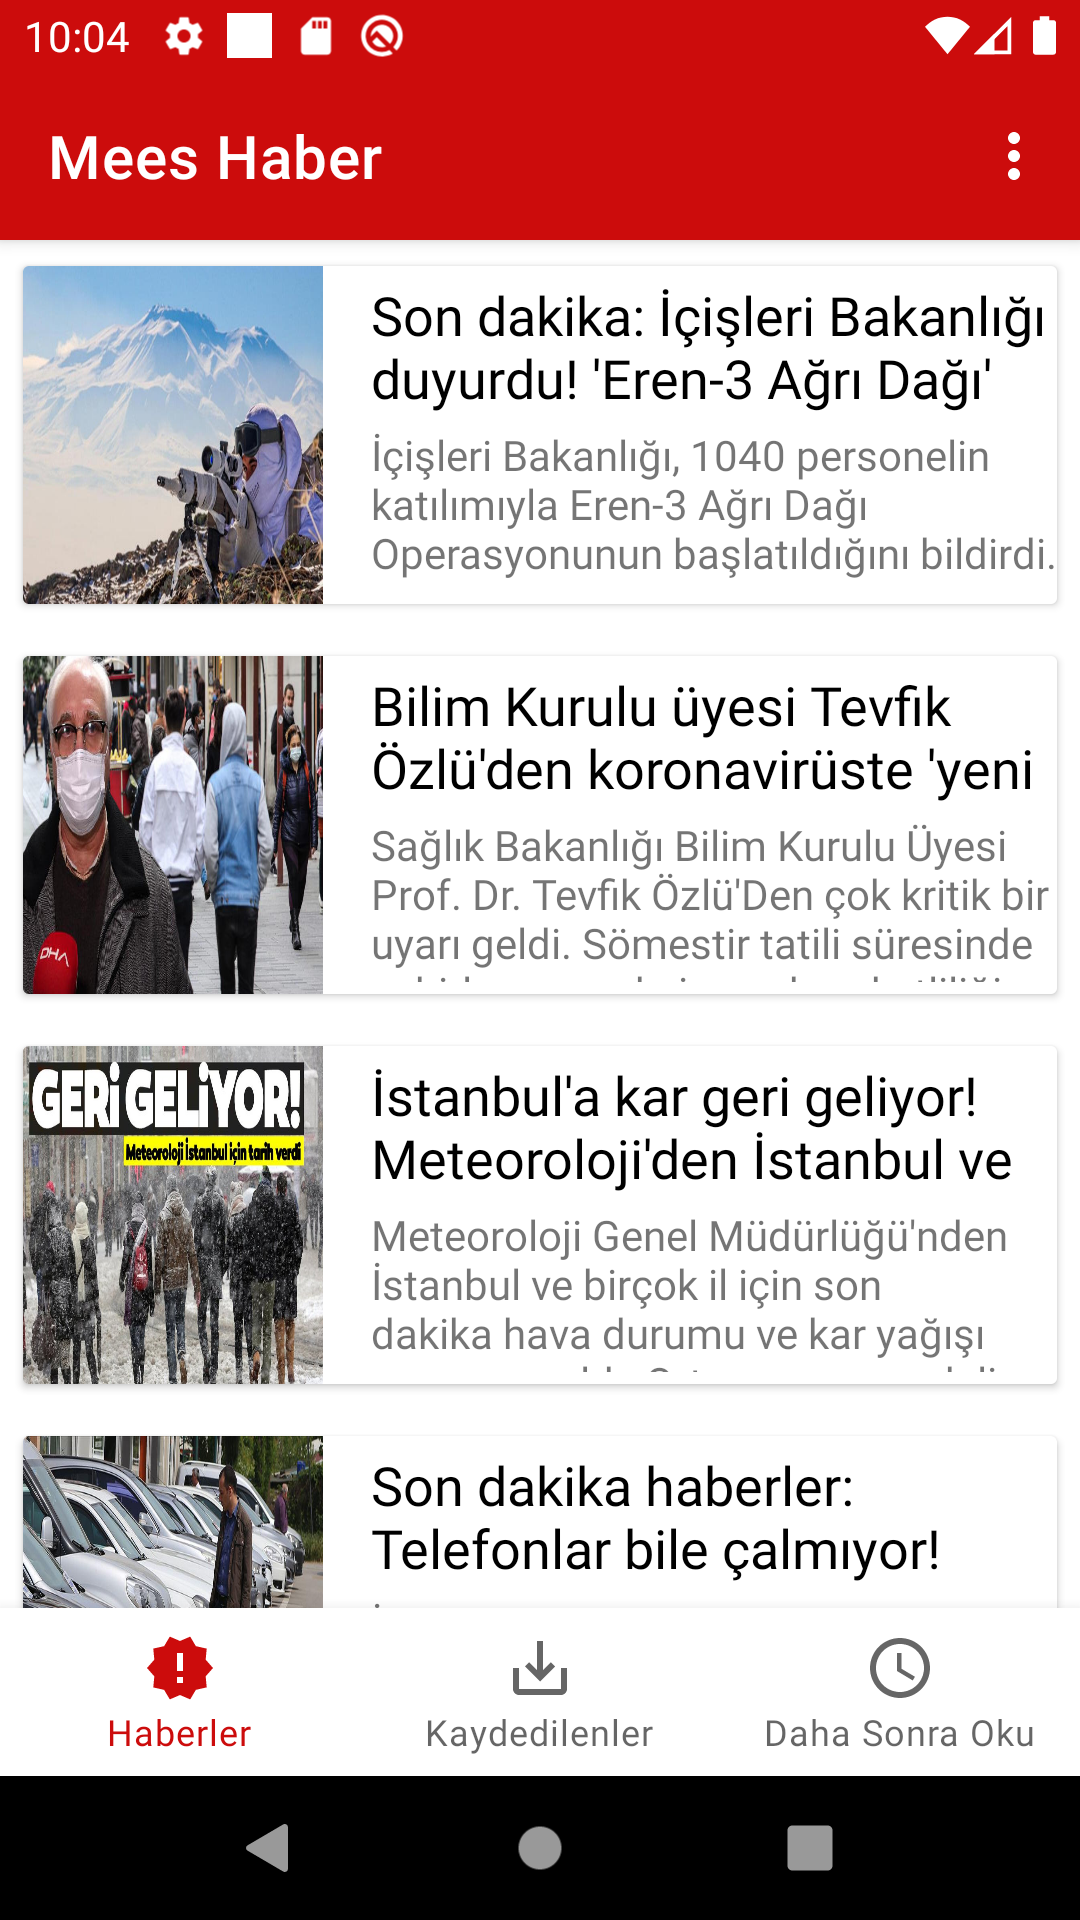 10:04
Mees Haber
Son dakika: İçişleri Bakanlığı
duyurdu! 'Eren-3 Ağrı Dağı'
İçişleri Bakanlığı, 1040 personelin
katılımıyla Eren-3 Ağrı Dağı
Operasyonunun başlatıldığını bildirdi.
DHA
Bilim Kurulu üyesi Tevfik
Özlü'den koronavirüste 'yeni
Sağlık Bakanlığı Bilim Kurulu Üyesi
Prof. Dr. Tevfik Özlü'Den çok kritik bir
uyarı geldi. Sömestir tatili süresinde
GERİ GELİYOR!
Meteoroloji İstanbul için tarih verdi
İstanbul'a kar geri geliyor!
Meteoroloji'den İstanbul ve
Meteoroloji Genel Müdürlüğü'nden
İstanbul ve birçok il için son
dakika hava durumu ve kar yağışı
Son dakika haberler:
Telefonlar bile çalmıyor!
Haberler
Kaydedilenler
Daha Sonra Oku